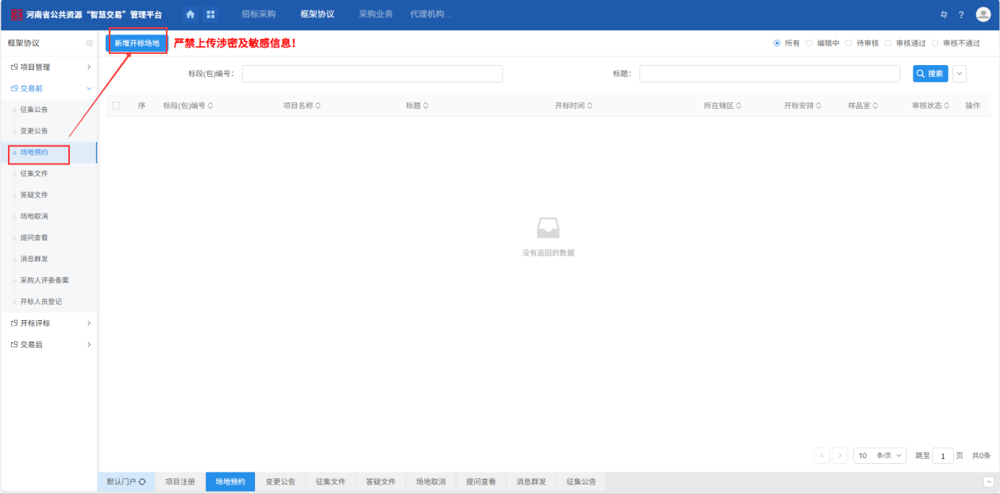 河南省公共资源“智慧交易”管理平台 招标采购 框架协议 采购业务 代理机构... ?
框架协议
新增开标场地 严禁上传涉密及敏感信息！ 所有 编辑中 待审核 审核通过 审核不通过
项目管理
标段(包)编号： 标题： 搜索
交易前
序 标段(包)编号 项目名称 标题 开标时间 所在辖区 开标安排 样品室 审核状态 操作
征集公告
变更公告
场地预约
征集文件
答疑文件
场地取消
提问查看
消息群发
采购人评委备案
开标人员登记
开标评标
交易后
没有返回的数据
10 条/页 跳至 1 页 共0条
默认门户 项目注册 场地预约 变更公告 征集文件 答疑文件 场地取消 提问查看 消息群发 征集公告